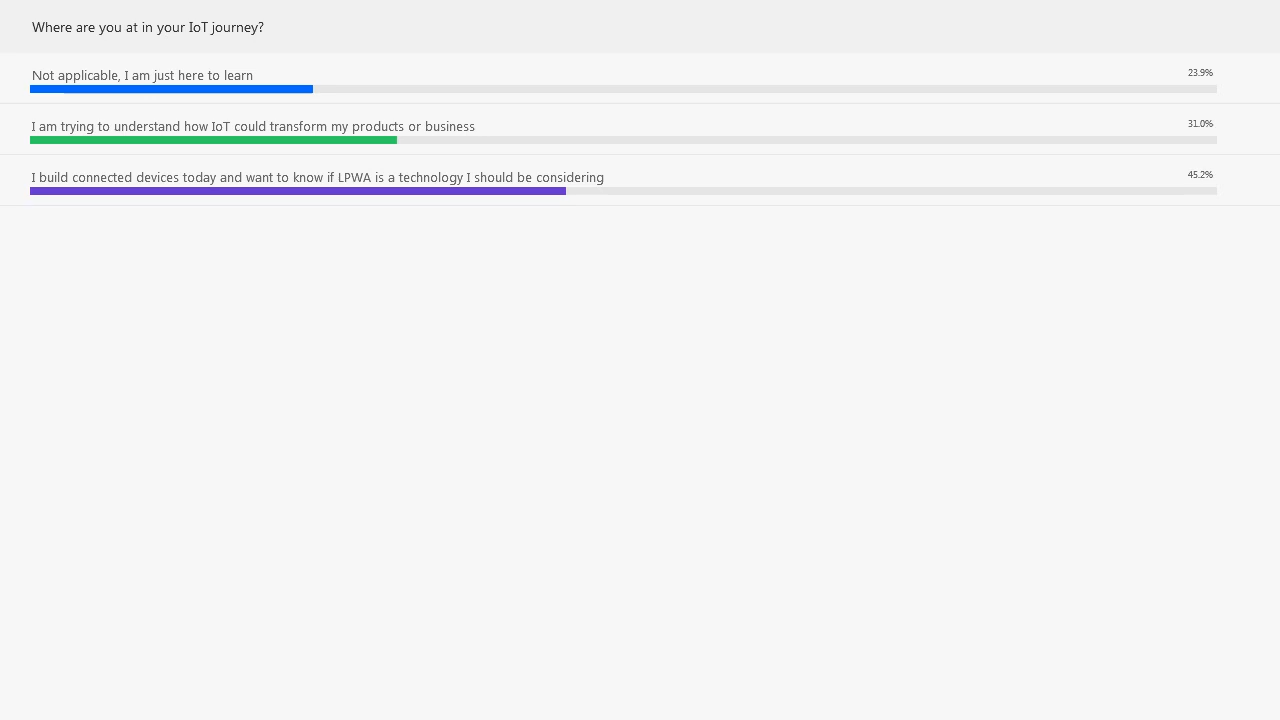 Where are you at in your IoT journey?
Not applicable, I am just here to learn
23.9%
I am trying to understand how IoT could transform my products or business
31.0%
I build connected devices today and want to know if LPWA is a technology I should be considering
45.2%